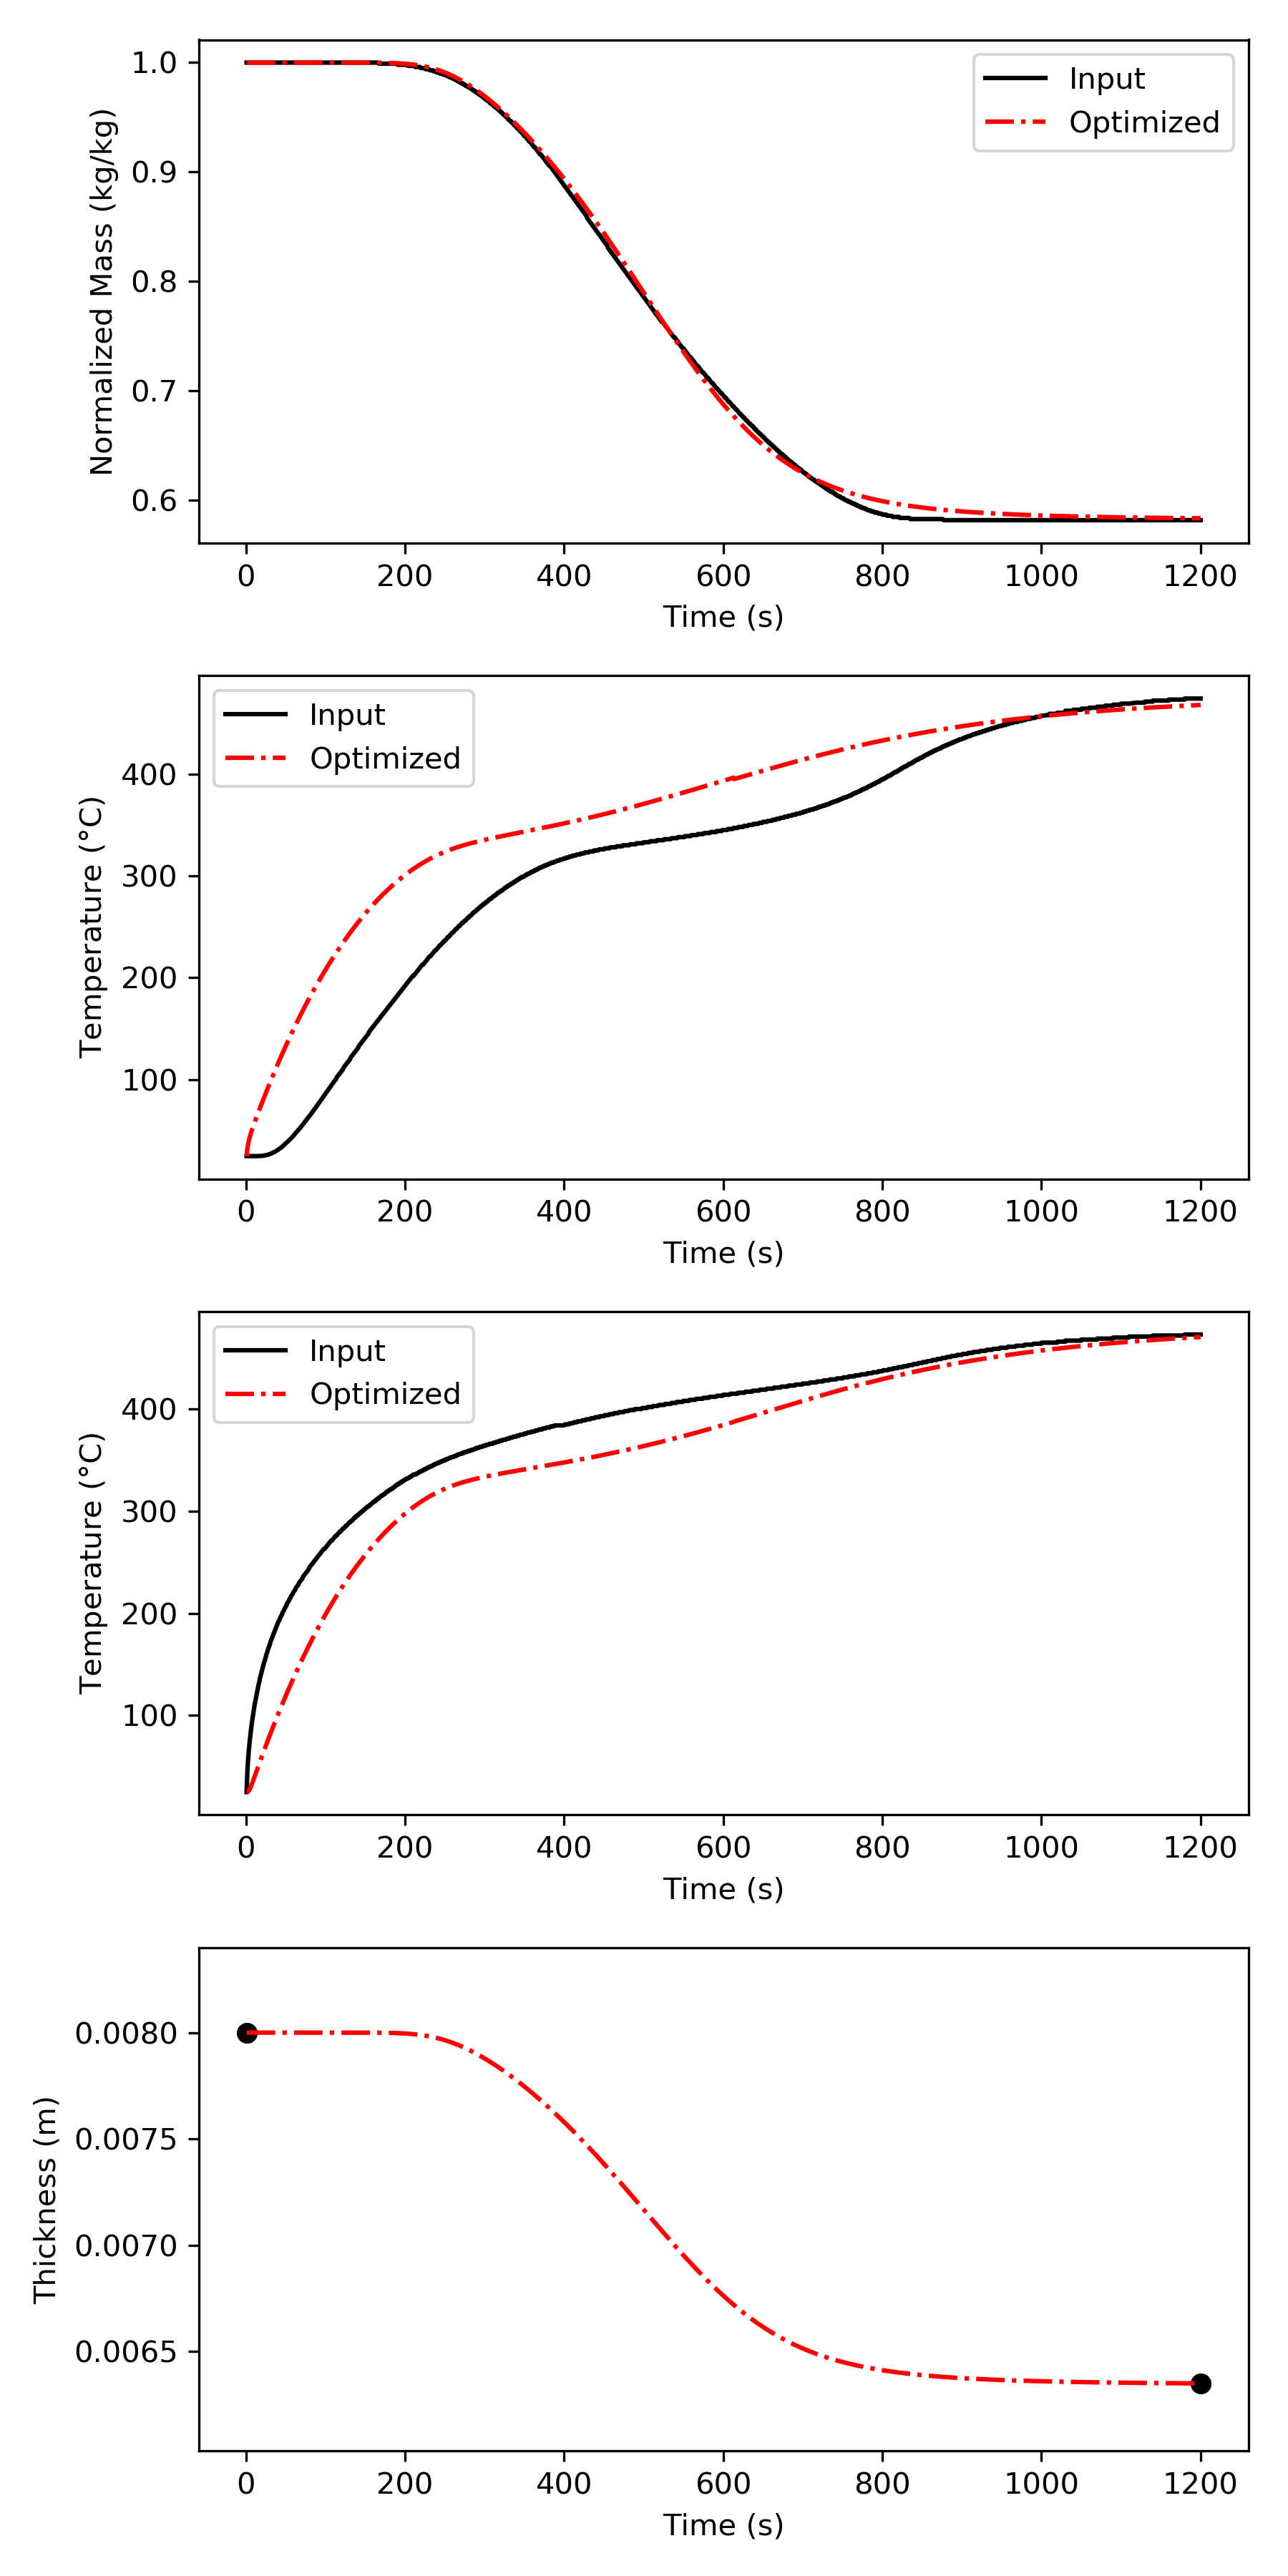 Normalized Mass (kg/kg)
1.0
0.9
0.8
0.7
0.6
Input
Optimized
0 200 400 600 800 1000 1200
Time (s)
Temperature (°C)
400
300
200
100
Input
Optimized
0 200 400 600 800 1000 1200
Time (s)
Temperature (°C)
400
300
200
100
Input
Optimized
0 200 400 600 800 1000 1200
Time (s)
Thickness (m)
0.0080
0.0075
0.0070
0.0065
0 200 400 600 800 1000 1200
Time (s)